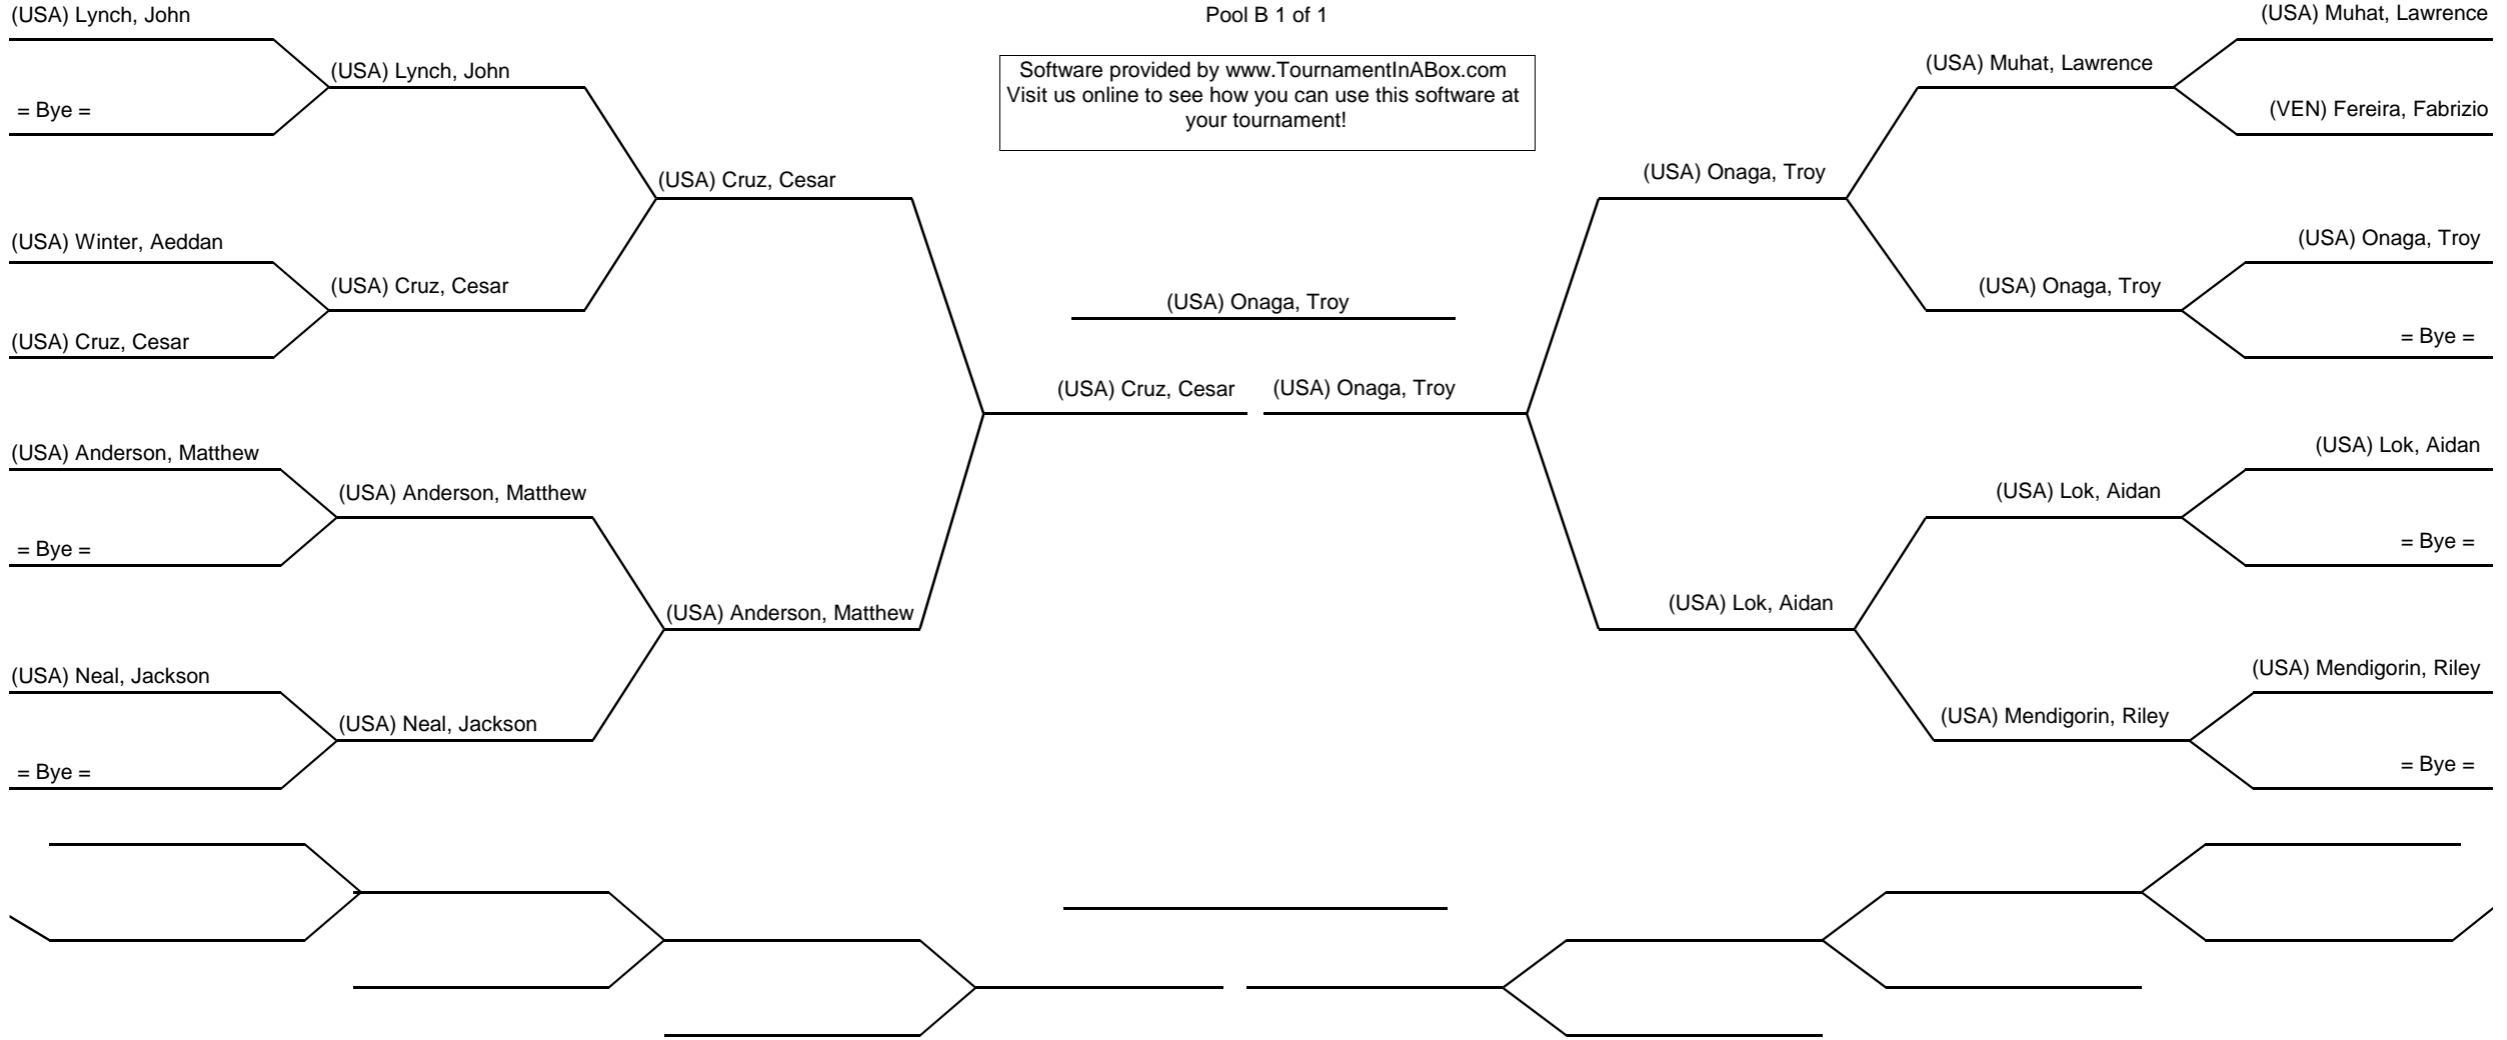 Pool B 1 of 1
Software provided by www.TournamentInABox.com
Visit us online to see how you can use this software at
your tournament!
(USA) Lynch, John
= Bye =
(USA) Winter, Aeddan
(USA) Cruz, Cesar
(USA) Anderson, Matthew
= Bye =
(USA) Neal, Jackson
= Bye =
(USA) Lynch, John
(USA) Cruz, Cesar
(USA) Anderson, Matthew
(USA) Neal, Jackson
(USA) Cruz, Cesar
(USA) Anderson, Matthew
(USA) Onaga, Troy
(USA) Cruz, Cesar
(USA) Onaga, Troy
(USA) Onaga, Troy
(USA) Lok, Aidan
(USA) Muhat, Lawrence
(USA) Onaga, Troy
(USA) Lok, Aidan
(USA) Mendigorin, Riley
(USA) Muhat, Lawrence
(VEN) Fereira, Fabrizio
(USA) Onaga, Troy
= Bye =
(USA) Lok, Aidan
= Bye =
(USA) Mendigorin, Riley
= Bye =